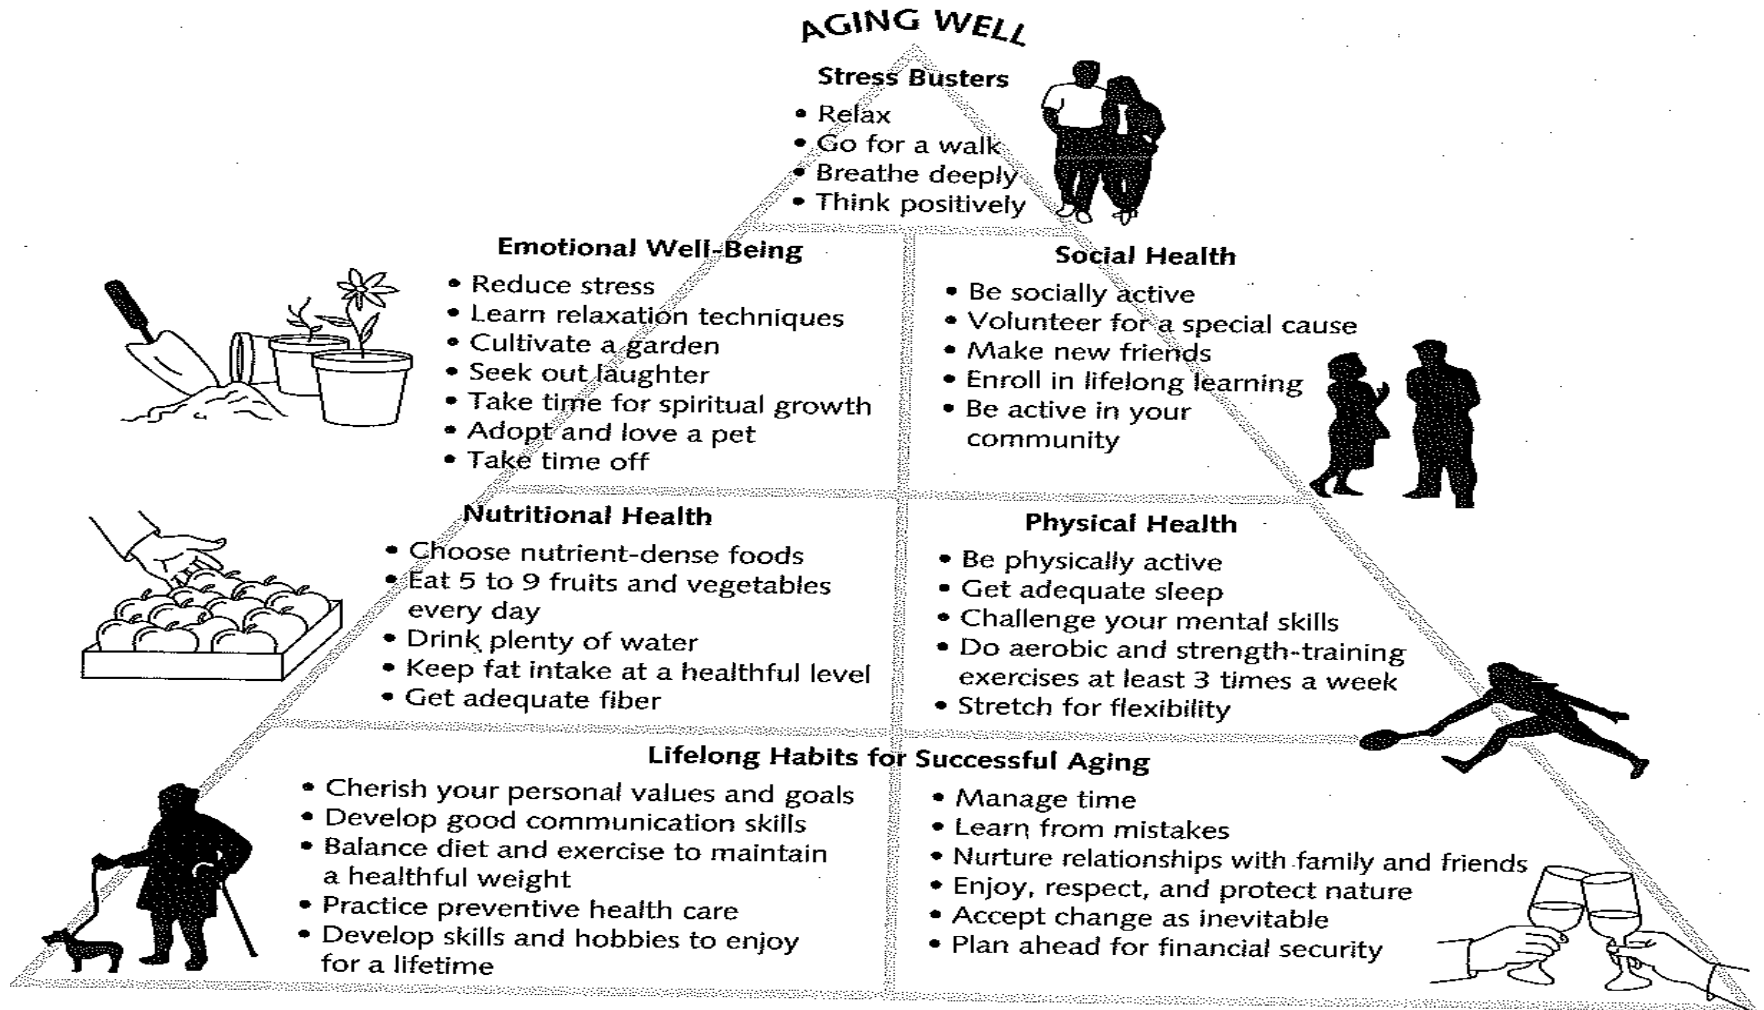 AGING WELL
Stress Busters
• Relax
• Go for a walk
• Breathe deeply
• Think positively
Emotional Well-Being
• Reduce stress
• Learn relaxation techniques
• Cultivate a garden
• Seek out laughter
• Take time for spiritual growth
• Adopt and love a pet
• Take time off
Social Health
• Be socially active
• Volunteer for a special cause
• Make new friends
• Enroll in lifelong learning
• Be active in your
community
Nutritional Health
• Choose nutrient-dense foods
• Eat 5 to 9 fruits and vegetables
every day
• Drink plenty of water
• Keep fat intake at a healthful level
• Get adequate fiber
Physical Health
• Be physically active
• Get adequate sleep
• Challenge your mental skills
• Do aerobic and strength-training
exercises at least 3 times a week
• Stretch for flexibility
Lifelong Habits for Successful Aging
• Cherish your personal values and goals
• Develop good communication skills
• Balance diet and exercise to maintain
a healthful weight
• Practice preventive health care
• Develop skills and hobbies to enjoy
for a lifetime
• Manage time
• Learn from mistakes
• Nurture relationships with family and friends
• Enjoy, respect, and protect nature
• Accept change as inevitable
• Plan ahead for financial security